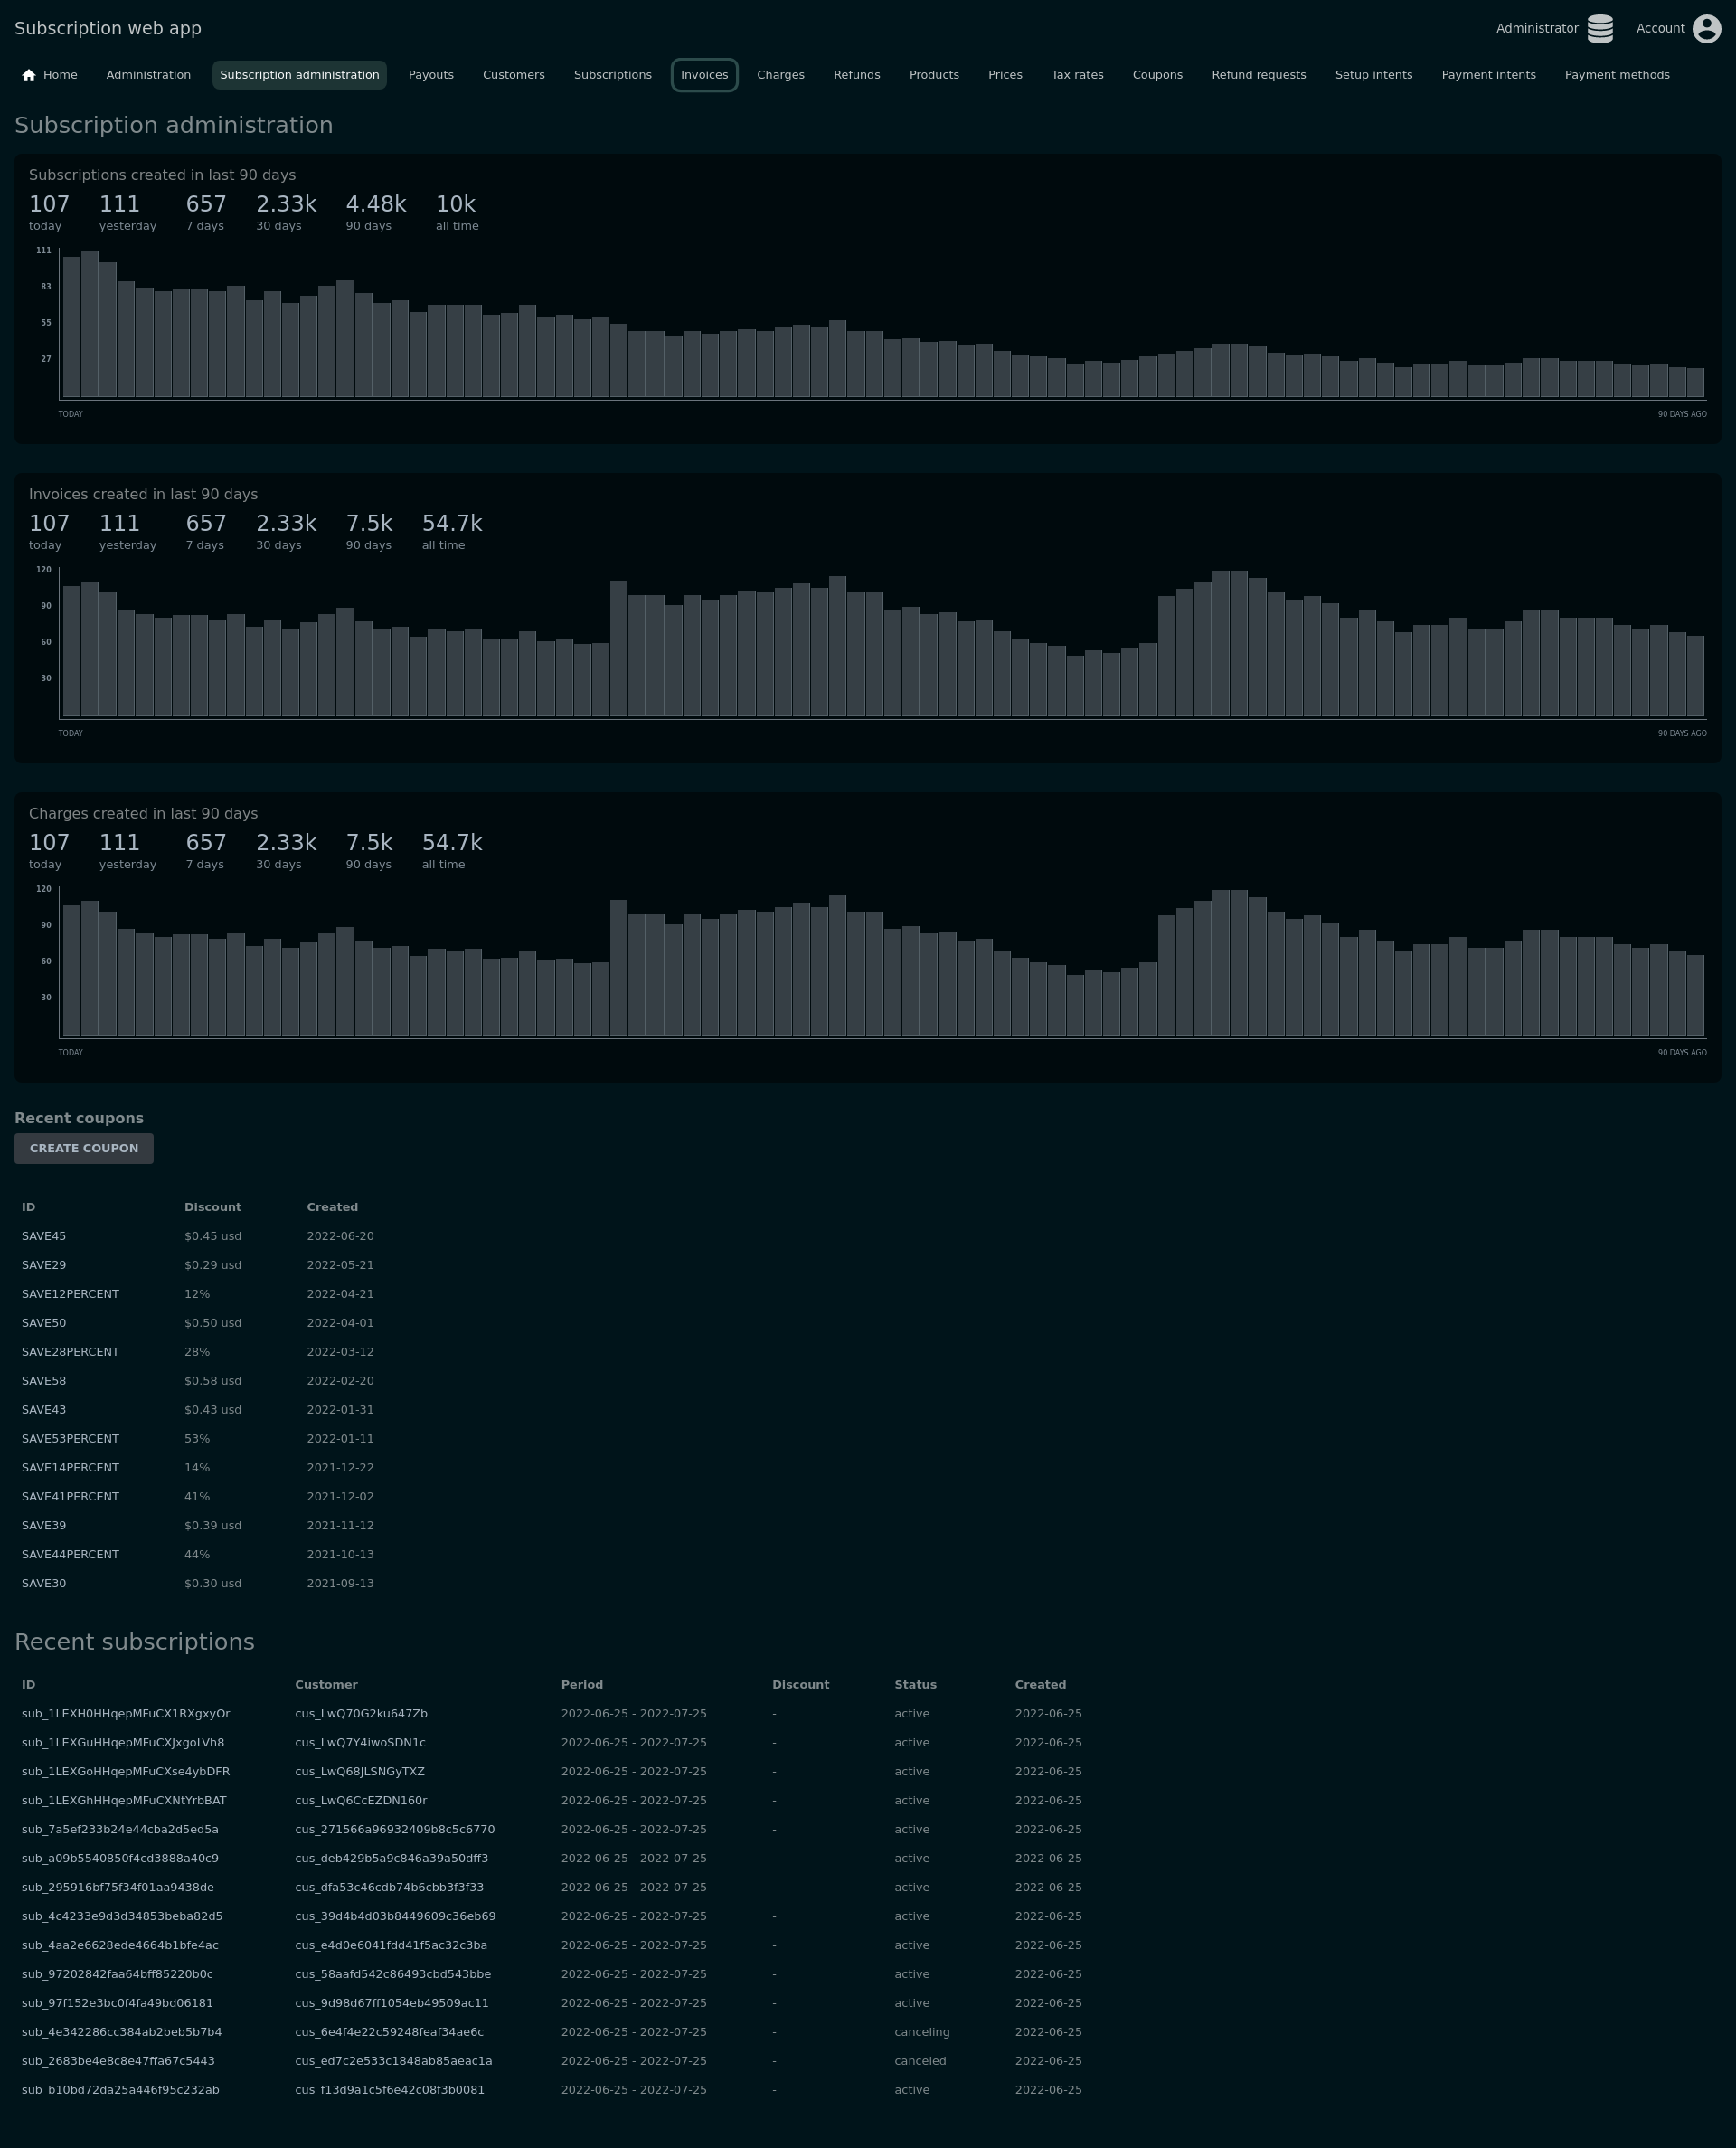 Subscription web app
Administrator Account
Home Administration Subscription administration Payouts Customers Subscriptions Invoices Charges Refunds Products Prices Tax rates Coupons Refund requests Setup intents Payment intents Payment methods
Subscription administration
Subscriptions created in last 90 days
107 111 657 2.33k 4.48k 10k
today yesterday 7 days 30 days 90 days all time
111
83
55
27
TODAY 90 DAYS AGO
Invoices created in last 90 days
107 111 657 2.33k 7.5k 54.7k
today yesterday 7 days 30 days 90 days all time
120
90
60
30
TODAY 90 DAYS AGO
Charges created in last 90 days
107 111 657 2.33k 7.5k 54.7k
today yesterday 7 days 30 days 90 days all time
120
90
60
30
TODAY 90 DAYS AGO
Recent coupons
CREATE COUPON
ID Discount Created
SAVE45 $0.45 usd 2022-06-20
SAVE29 $0.29 usd 2022-05-21
SAVE12PERCENT 12% 2022-04-21
SAVE50 $0.50 usd 2022-04-01
SAVE28PERCENT 28% 2022-03-12
SAVE58 $0.58 usd 2022-02-20
SAVE43 $0.43 usd 2022-01-31
SAVE53PERCENT 53% 2022-01-11
SAVE14PERCENT 14% 2021-12-22
SAVE41PERCENT 41% 2021-12-02
SAVE39 $0.39 usd 2021-11-12
SAVE44PERCENT 44% 2021-10-13
SAVE30 $0.30 usd 2021-09-13
Recent subscriptions
ID Customer Period Discount Status Created
sub_1LEXH0HHqepMFuCX1RXgxyOr cus_LwQ70G2ku647Zb 2022-06-25 - 2022-07-25 - active 2022-06-25
sub_1LEXGuHHqepMFuCXJxgoLVh8 cus_LwQ7Y4iwoSDN1c 2022-06-25 - 2022-07-25 - active 2022-06-25
sub_1LEXGoHHqepMFuCXse4ybDFR cus_LwQ68JLSNGyTXZ 2022-06-25 - 2022-07-25 - active 2022-06-25
sub_1LEXGhHHqepMFuCXNtYrbBAT cus_LwQ6CcEZDN160r 2022-06-25 - 2022-07-25 - active 2022-06-25
sub_7a5ef233b24e44cba2d5ed5a cus_271566a96932409b8c5c6770 2022-06-25 - 2022-07-25 - active 2022-06-25
sub_a09b5540850f4cd3888a40c9 cus_deb429b5a9c846a39a50dff3 2022-06-25 - 2022-07-25 - active 2022-06-25
sub_295916bf75f34f01aa9438de cus_dfa53c46cdb74b6cbb3f3f33 2022-06-25 - 2022-07-25 - active 2022-06-25
sub_4c4233e9d3d34853beba82d5 cus_39d4b4d03b8449609c36eb69 2022-06-25 - 2022-07-25 - active 2022-06-25
sub_4aa2e6628ede4664b1bfe4ac cus_e4d0e6041fdd41f5ac32c3ba 2022-06-25 - 2022-07-25 - active 2022-06-25
sub_97202842faa64bff85220b0c cus_58aafd542c86493cbd543bbe 2022-06-25 - 2022-07-25 - active 2022-06-25
sub_97f152e3bc0f4fa49bd06181 cus_9d98d67ff1054eb49509ac11 2022-06-25 - 2022-07-25 - active 2022-06-25
sub_4e342286cc384ab2beb5b7b4 cus_6e4f4e22c59248feaf34ae6c 2022-06-25 - 2022-07-25 - canceling 2022-06-25
sub_2683be4e8c8e47ffa67c5443 cus_ed7c2e533c1848ab85aeac1a 2022-06-25 - 2022-07-25 - canceled 2022-06-25
sub_b10bd72da25a446f95c232ab cus_f13d9a1c5f6e42c08f3b0081 2022-06-25 - 2022-07-25 - active 2022-06-25